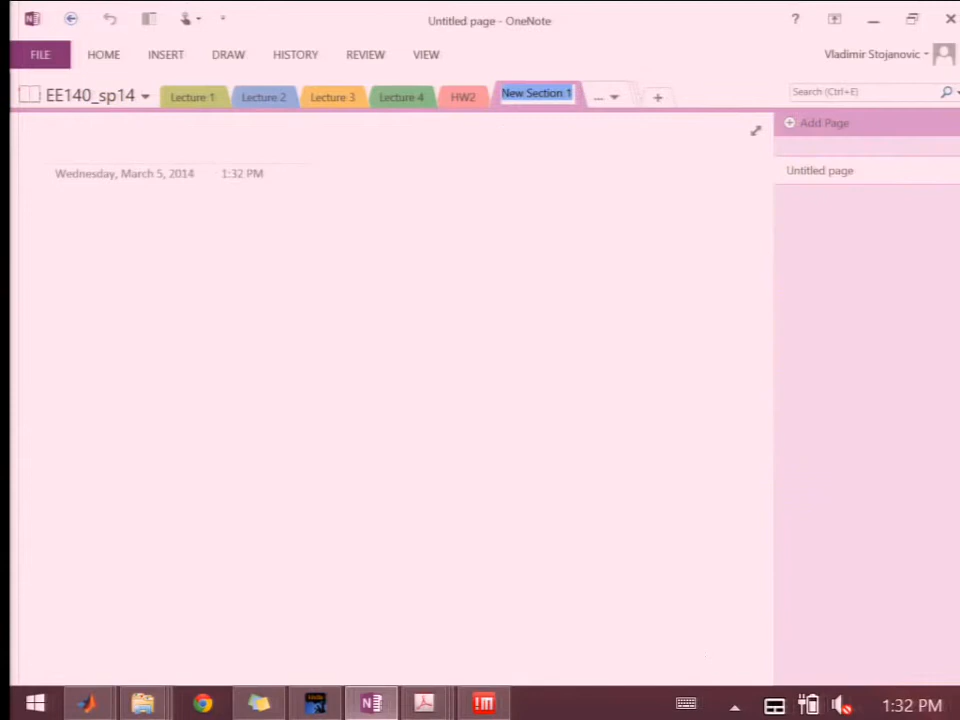 Untitled page - OneNote
?
FILE HOME INSERT DRAW HISTORY REVIEW VIEW
Vladimir Stojanovic
EE140_sp14
Lecture 1 Lecture 2 Lecture 3 Lecture 4 HW2 New Section 1 ... +
Search (Ctrl+E)
Add Page
Wednesday, March 5, 2014 1:32 PM
Untitled page
1:32 PM